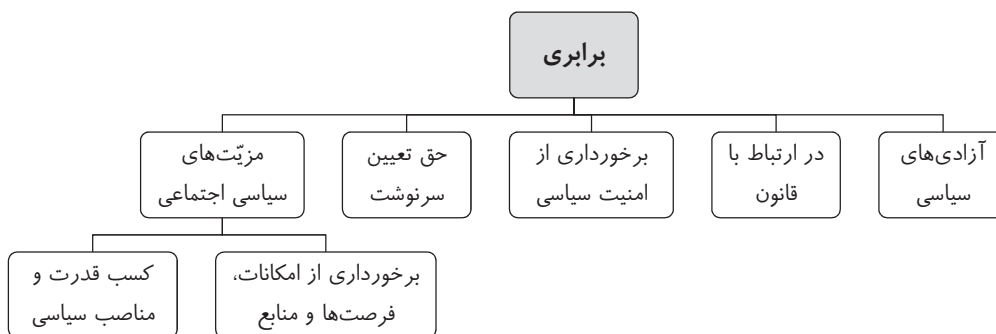 برابری
آزادی‌های
سیاسی
در ارتباط با
قانون
برخورداری از
امنیت سیاسی
حق تعیین
سرنوشت
مزیّت‌های
سیاسی اجتماعی
برخورداری از امکانات،
فرصت‌ها و منابع
کسب قدرت و
مناصب سیاسی